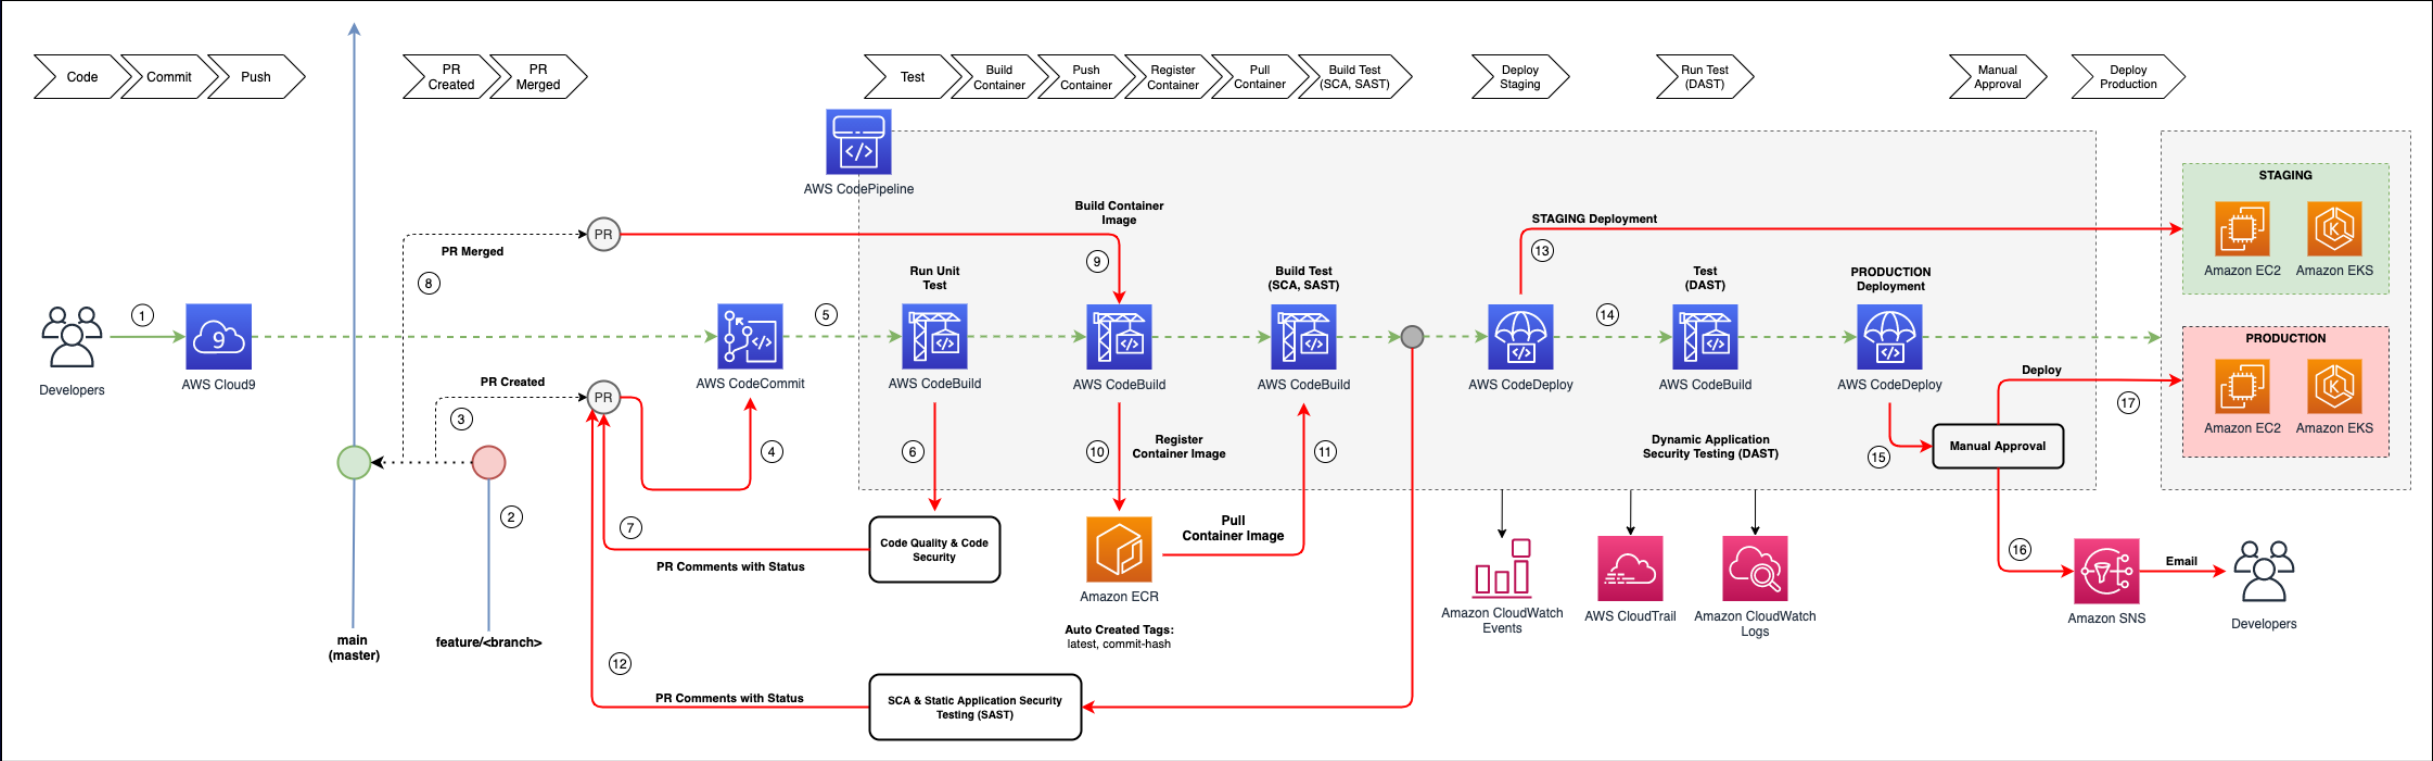 Code
Commit
Push
PR
Created
PR
Merged
Test
Build
Container
Push
Container
Register
Container
Pull
Container
Build Test
(SCA, SAST)
Deploy
Staging
Run Test
(DAST)
Manual
Approval
Deploy
Production
AWS CodePipeline
STAGING
Amazon EC2
Amazon EKS
Build Container
Image
STAGING Deployment
PR
PR Merged
8
9
13
Run Unit
Test
Build Test
(SCA, SAST)
Test
(DAST)
PRODUCTION
Deployment
1
5
14
9
Developers
AWS Cloud9
AWS CodeCommit
AWS CodeBuild
AWS CodeBuild
AWS CodeBuild
AWS CodeDeploy
AWS CodeBuild
AWS CodeDeploy
PRODUCTION
Amazon EC2
Amazon EKS
Deploy
17
PR Created
PR
3
4
6
10
Register
Container Image
11
Dynamic Application
Security Testing (DAST)
15
Manual Approval
2
7
Code Quality & Code
Security
PR Comments with Status
Pull
Container Image
Amazon ECR
Auto Created Tags:
latest, commit-hash
Amazon CloudWatch
Events
AWS CloudTrail
Amazon CloudWatch
Logs
16
Email
Amazon SNS
Developers
main
(master)
feature/<branch>
12
PR Comments with Status
SCA & Static Application Security
Testing (SAST)